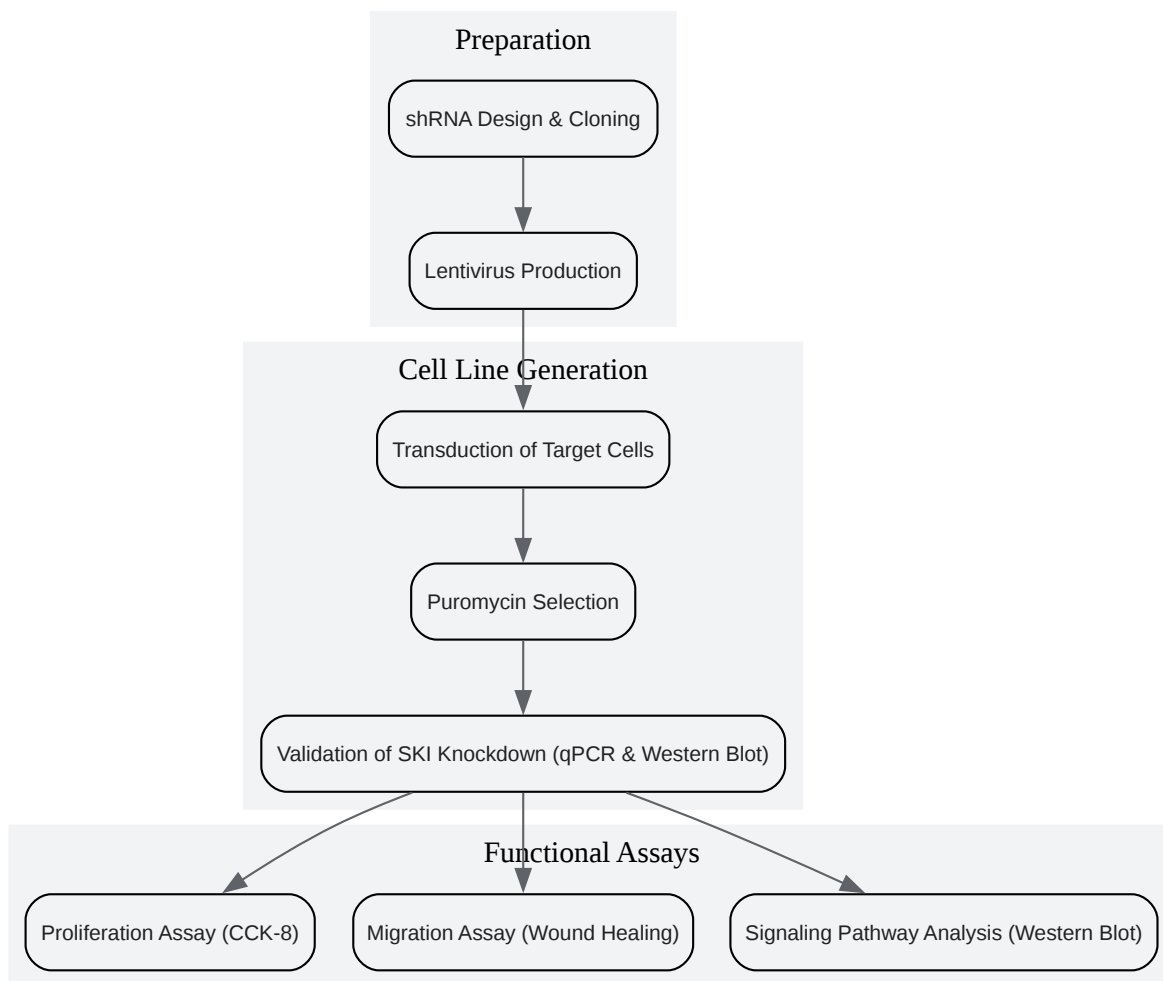 Preparation
shRNA Design & Cloning
Lentivirus Production
Cell Line Generation
Transduction of Target Cells
Puromycin Selection
Validation of SKI Knockdown (qPCR & Western Blot)
Functional Assays
Proliferation Assay (CCK-8)
Migration Assay (Wound Healing)
Signaling Pathway Analysis (Western Blot)